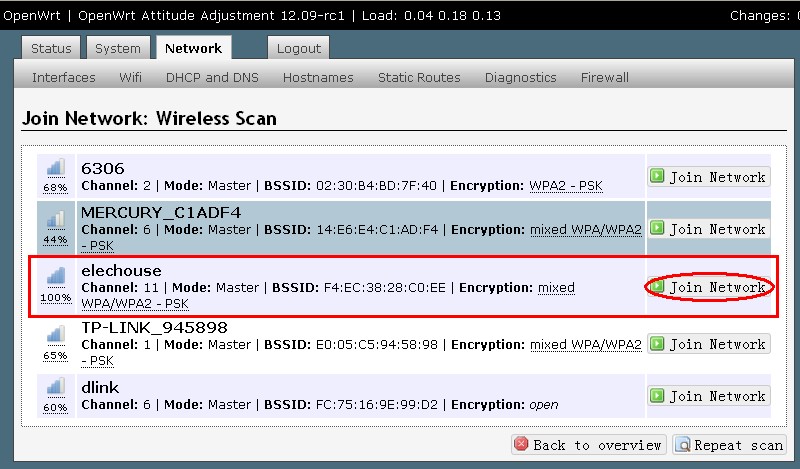 OpenWrt | OpenWrt Attitude Adjustment 12.09-rc1 | Load: 0.04 0.18 0.13 Changes: 0
Status System Network Logout
Interfaces Wifi DHCP and DNS Hostnames Static Routes Diagnostics Firewall
Join Network: Wireless Scan
6306
68% Channel: 2 | Mode: Master | BSSID: 02:30:B4:BD:7F:40 | Encryption: WPA2 - PSK
Join Network
MERCURY_C1ADF4
44% Channel: 6 | Mode: Master | BSSID: 14:E6:E4:C1:AD:F4 | Encryption: mixed WPA/WPA2
- PSK
Join Network
elechouse
100% Channel: 11 | Mode: Master | BSSID: F4:EC:38:28:C0:EE | Encryption: mixed
WPA/WPA2 - PSK
Join Network
TP-LINK_945898
65% Channel: 1 | Mode: Master | BSSID: E0:05:C5:94:58:98 | Encryption: mixed WPA/WPA2
- PSK
Join Network
dlink
60% Channel: 6 | Mode: Master | BSSID: FC:75:16:9E:99:D2 | Encryption: open
Join Network
Back to overview Repeat scan